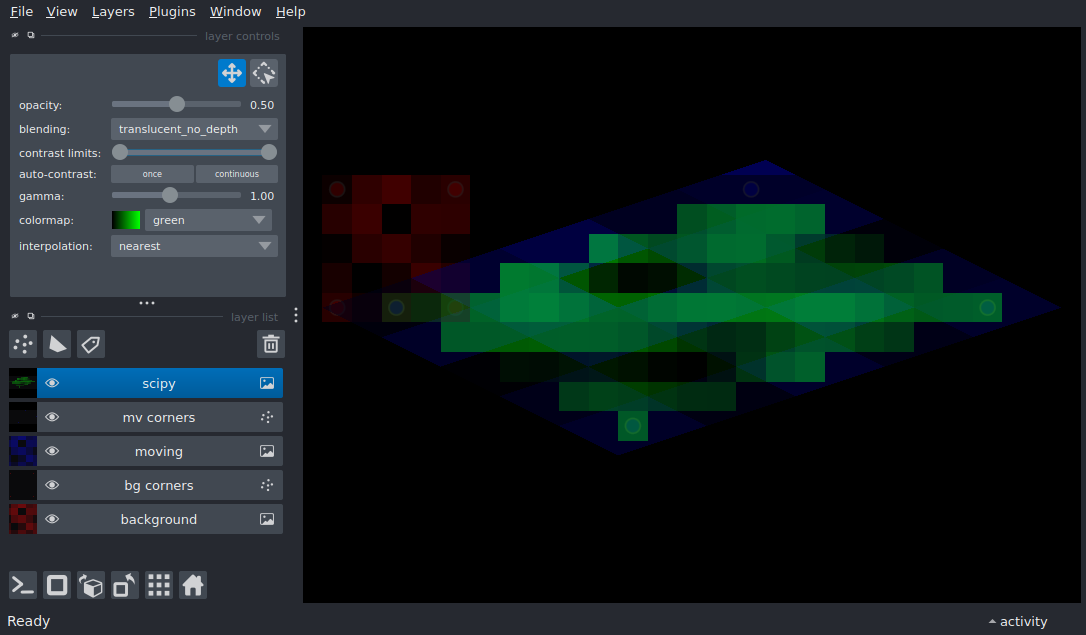 File View Layers Plugins Window Help
layer controls
opacity: 0.50
blending: translucent_no_depth
contrast limits:
auto-contrast: once continuous
gamma: 1.00
colormap: green
interpolation: nearest
layer list
scipy
mv corners
moving
bg corners
background
Ready
activity